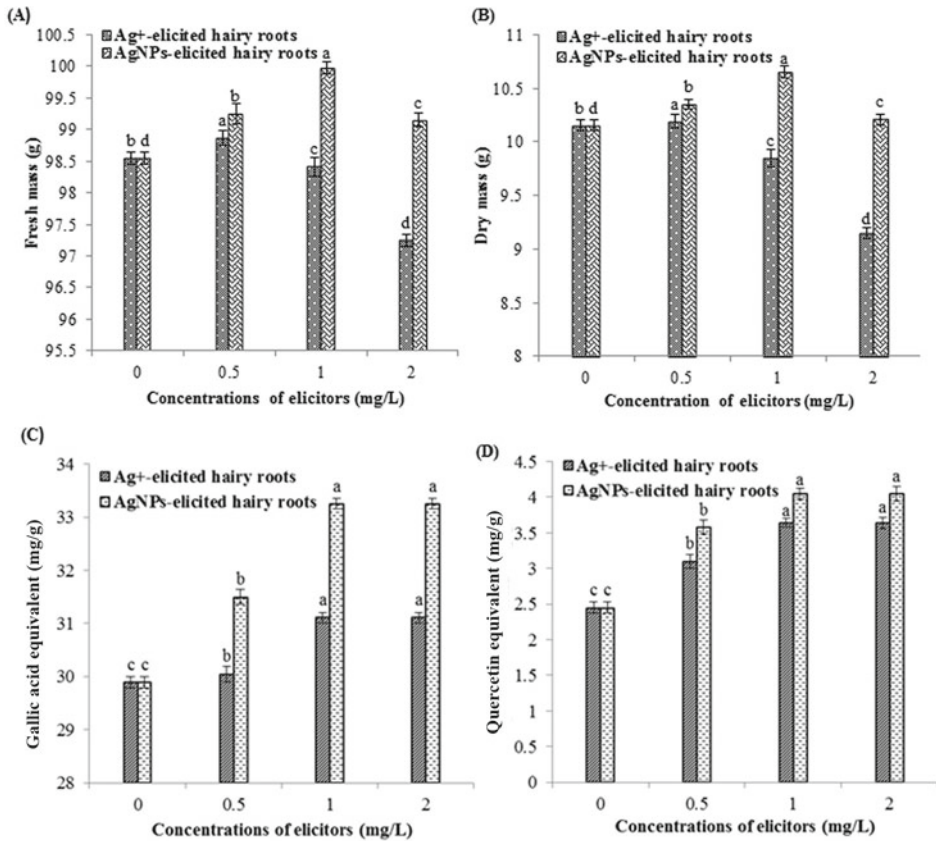 (A)
100.5
100
99.5
99
98.5
98
97.5
97
96.5
96
95.5
Fresh mass (g)
Ag+-elicited hairy roots
AgNPs-elicited hairy roots
b d
a b
c a
d c
0 0.5 1 2
Concentrations of elicitors (mg/L)
(B)
11
10.5
10
9.5
9
8.5
8
Dry mass (g)
Ag+-elicited hairy roots
AgNPs-elicited hairy roots
b d
a b
c a
d c
0 0.5 1 2
Concentration of elicitors (mg/L)
(C)
34
33
32
31
30
29
28
Gallic acid equivalent (mg/g)
Ag+-elicited hairy roots
AgNPs-elicited hairy roots
c c
b b
a a
a a
0 0.5 1 2
Concentrations of elicitors (mg/L)
(D)
4.5
4
3.5
3
2.5
2
1.5
1
0.5
0
Quercetin equivalent (mg/g)
Ag+-elicited hairy roots
AgNPs-elicited hairy roots
c c
b b
a a
a a
0 0.5 1 2
Concentrations of elicitors (mg/L)